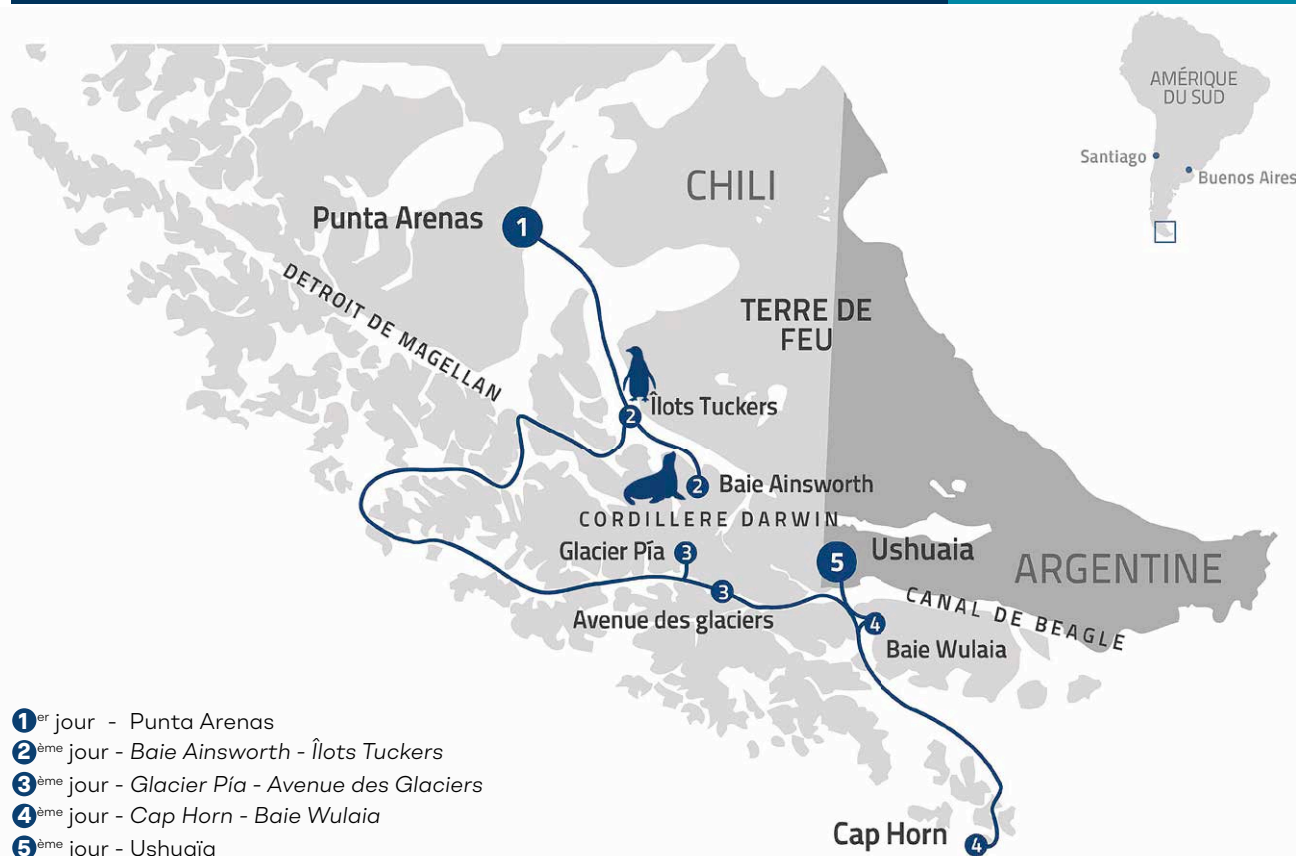 AMÉRIQUE
DU SUD
Santiago
Buenos Aires
CHILI
Punta Arenas
1
DETROIT DE MAGELLAN
TERRE DE
FEU
2
Îlots Tuckers
2
Baie Ainsworth
CORDILLERE DARWIN
Glacier Pía
3
5
Ushuaia
ARGENTINE
3
Avenue des glaciers
CANAL DE BEAGLE
4
Baie Wulaia
1er jour - Punta Arenas
2ème jour - Baie Ainsworth - Îlots Tuckers
3ème jour - Glacier Pía - Avenue des Glaciers
4ème jour - Cap Horn - Baie Wulaia
5ème jour - Ushuaïa
Cap Horn
4